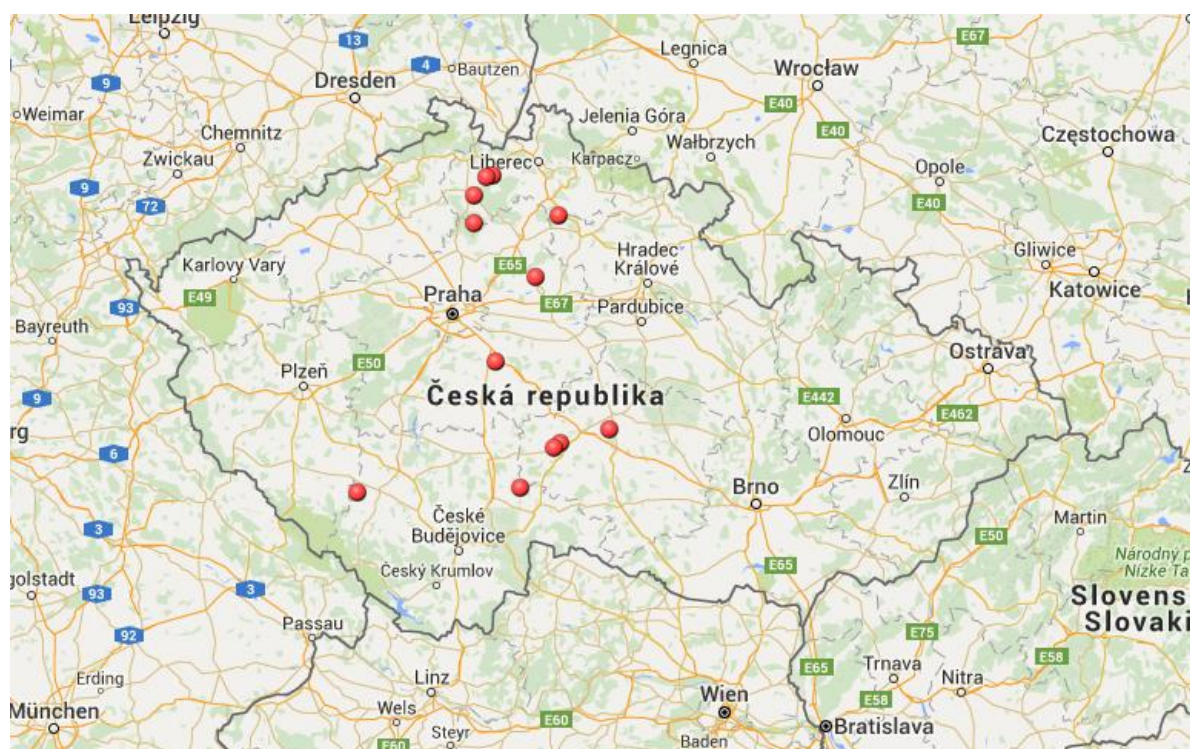 Leipzig
13
E67
Legnica
4
Bautzen
Wrocław
9
Dresden
E40
Weimar
Jelenia Góra
Chemnitz
E40
Częstochowa
Wałbrzych
Zwickau
Liberec
Karpacz
Opole
9
E40
72
Hradec
Králové
Gliwice
Karlovy Vary
E65
Katowice
E49
Praha
E67
93
Pardubice
Bayreuth
Ostrava
E50
Plzeň
9
Česká republika
E442
E462
rg
Olomouc
6
Zlín
Brno
České
Budějovice
Martin
3
E50
Národný p
Nízke Ta
Český Krumlov
E65
golstadt
93
3
Slovens
Slovaki
Passau
92
E75
E58
Trnava
E65
Erding
Linz
Nitra
Wien
E58
München
Wels
E60
Bratislava
Steyr
Baden
E60